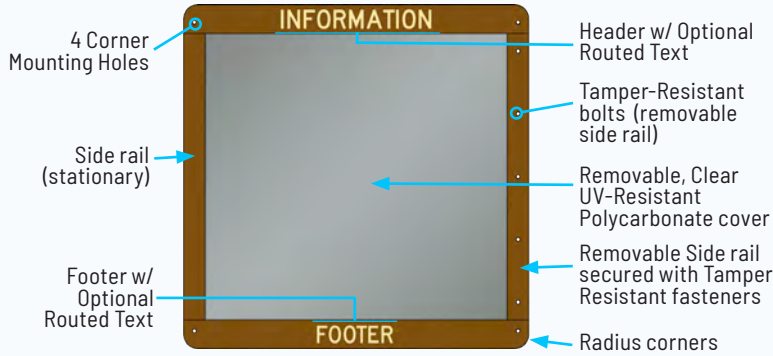 INFORMATION
4 Corner
Mounting Holes
Header w/ Optional
Routed Text
Tamper-Resistant
bolts (removable
side rail)
Side rail
(stationary)
Removable, Clear
UV-Resistant
Polycarbonate cover
Removable Side rail
secured with Tamper
Resistant fasteners
Footer w/
Optional
Routed Text
FOOTER
Radius corners